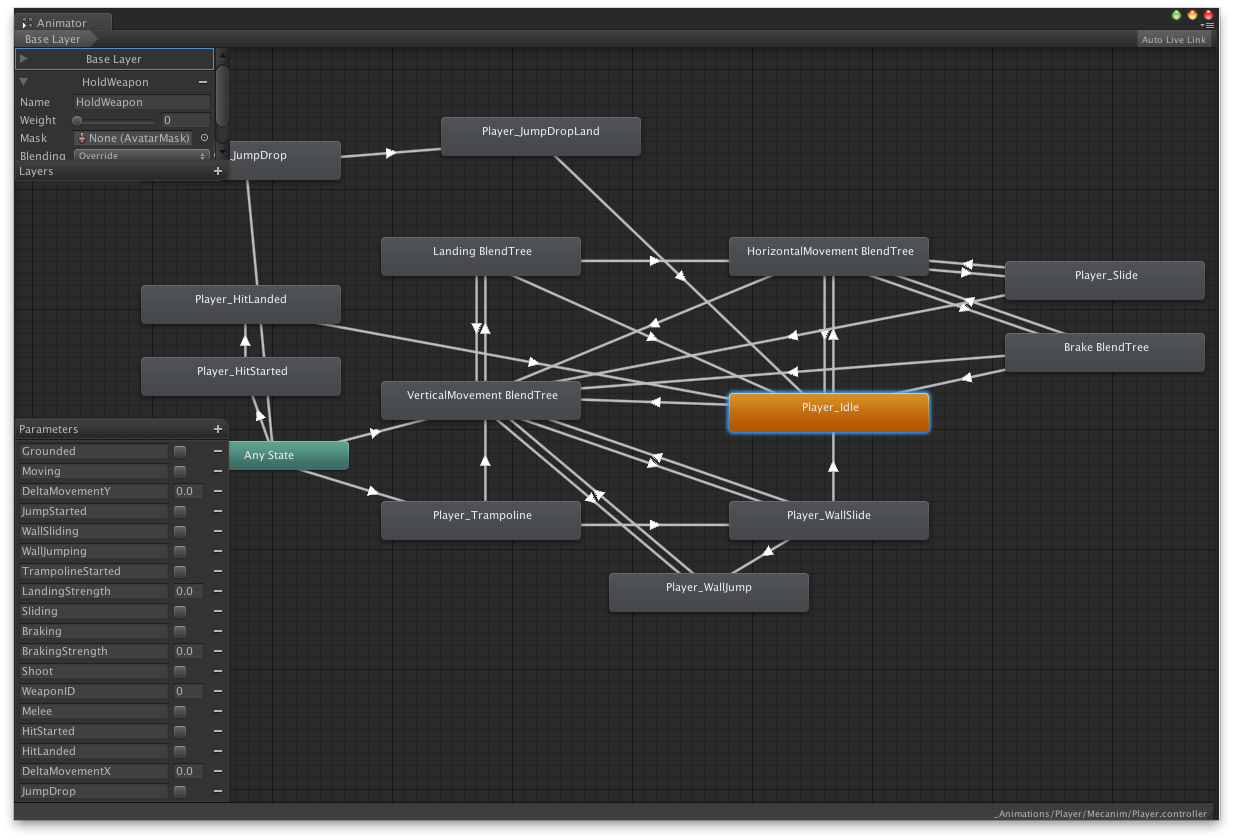 Animator
Base Layer
Auto Live Link
Base Layer
HoldWeapon
Name HoldWeapon
Weight 0
Mask None (AvatarMask)
Blending Override
Layers
_JumpDrop
Player_JumpDropLand
Landing BlendTree
HorizontalMovement BlendTree
Player_Slide
Player_HitLanded
Brake BlendTree
Player_HitStarted
VerticalMovement BlendTree
Player_Idle
Any State
Player_Trampoline
Player_WallSlide
Player_WallJump
Parameters
Grounded
Moving
DeltaMovementY 0.0
JumpStarted
WallSliding
WallJumping
TrampolineStarted
LandingStrength 0.0
Sliding
Braking
BrakingStrength 0.0
Shoot
WeaponID 0
Melee
HitStarted
HitLanded
DeltaMovementX 0.0
JumpDrop
_Animations/Player/Mecanim/Player.controller